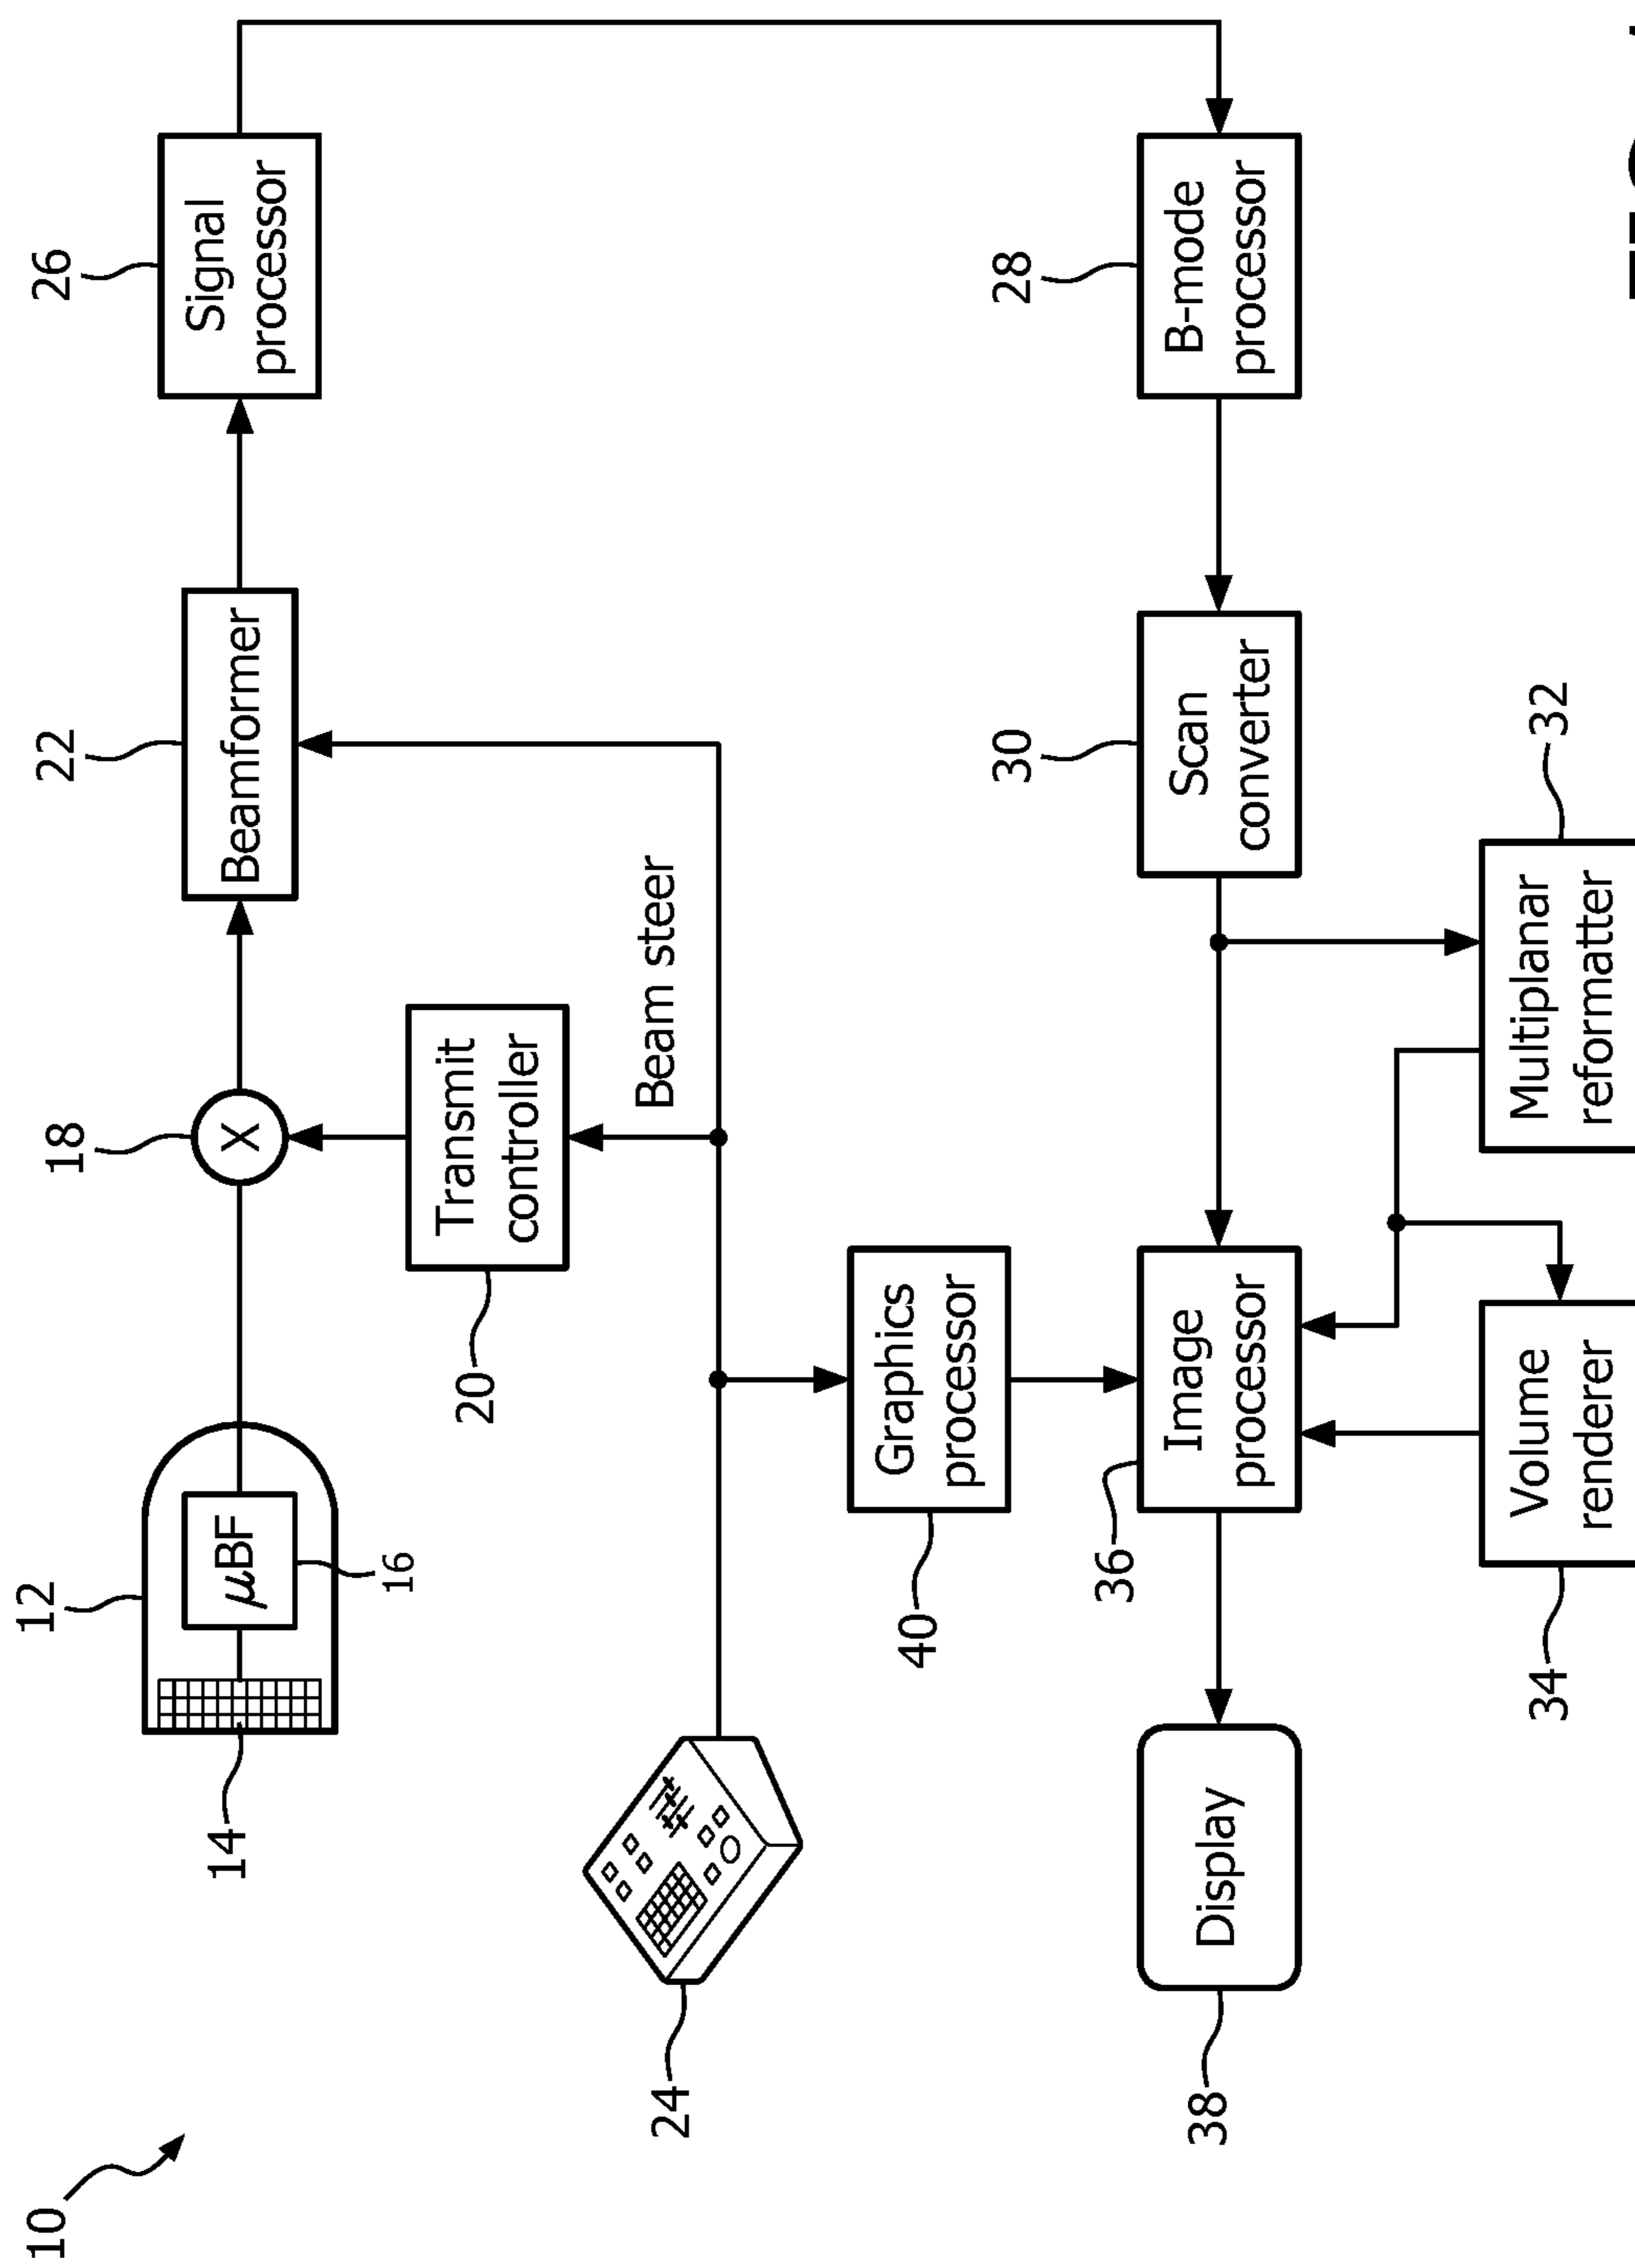 10
12
14
μBF
16
18
X
Transmit
controller
20
Beamformer
22
Signal
processor
26
24
Beam steer
Graphics
processor
40
B-mode
processor
28
Scan
converter
30
Image
processor
36
Display
38
Multiplanar
reformatter
32
Volume
renderer
34